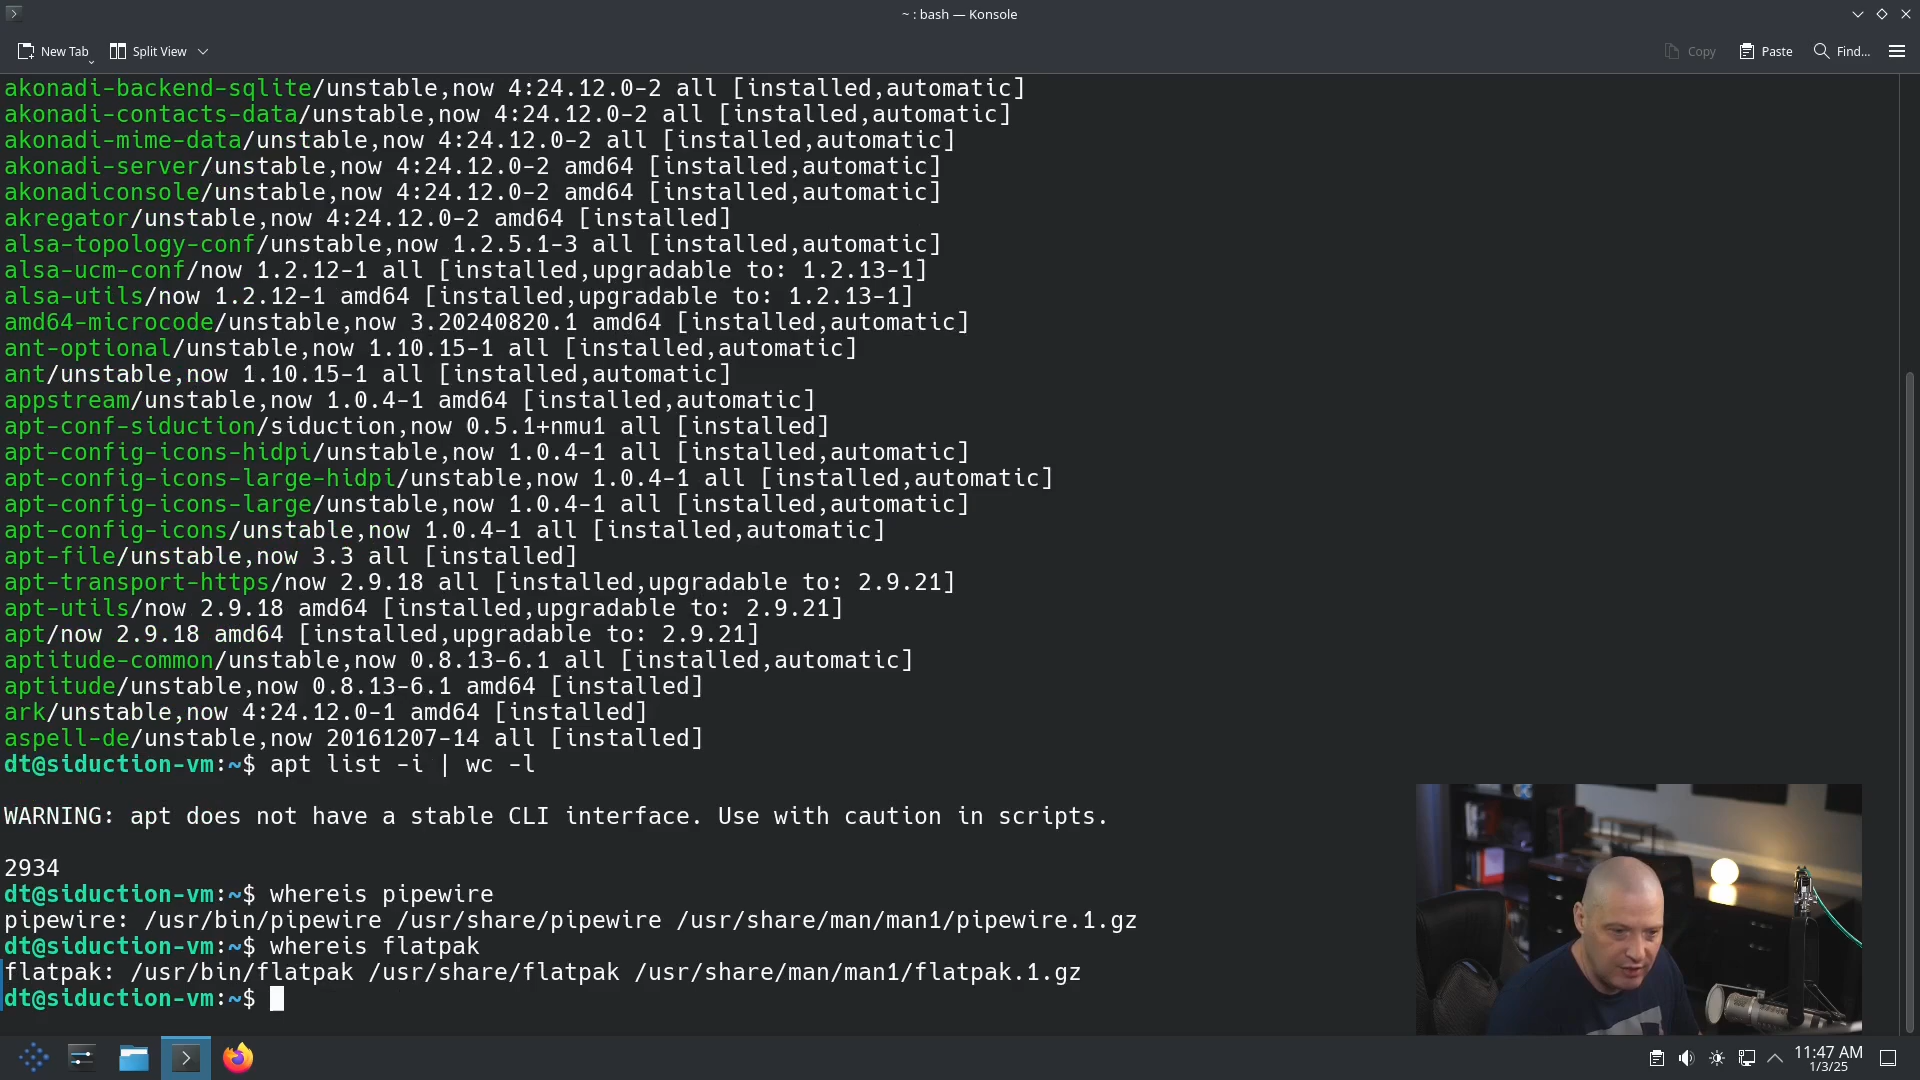 ~ : bash — Konsole
New Tab
Split View
Copy
Paste
Find...
akonadi-backend-sqlite/unstable,now 4:24.12.0-2 all [installed,automatic]
akonadi-contacts-data/unstable,now 4:24.12.0-2 all [installed,automatic]
akonadi-mime-data/unstable,now 4:24.12.0-2 all [installed,automatic]
akonadi-server/unstable,now 4:24.12.0-2 amd64 [installed,automatic]
akonadiconsole/unstable,now 4:24.12.0-2 amd64 [installed,automatic]
akregator/unstable,now 4:24.12.0-2 amd64 [installed]
alsa-topology-conf/unstable,now 1.2.5.1-3 all [installed,automatic]
alsa-ucm-conf/now 1.2.12-1 all [installed,upgradable to: 1.2.13-1]
alsa-utils/now 1.2.12-1 amd64 [installed,upgradable to: 1.2.13-1]
amd64-microcode/unstable,now 3.20240820.1 amd64 [installed,automatic]
ant-optional/unstable,now 1.10.15-1 all [installed,automatic]
ant/unstable,now 1.10.15-1 all [installed,automatic]
appstream/unstable,now 1.0.4-1 amd64 [installed,automatic]
apt-conf-siduction/siduction,now 0.5.1+nmu1 all [installed]
apt-config-icons-hidpi/unstable,now 1.0.4-1 all [installed,automatic]
apt-config-icons-large-hidpi/unstable,now 1.0.4-1 all [installed,automatic]
apt-config-icons-large/unstable,now 1.0.4-1 all [installed,automatic]
apt-config-icons/unstable,now 1.0.4-1 all [installed,automatic]
apt-file/unstable,now 3.3 all [installed]
apt-transport-https/now 2.9.18 all [installed,upgradable to: 2.9.21]
apt-utils/now 2.9.18 amd64 [installed,upgradable to: 2.9.21]
apt/now 2.9.18 amd64 [installed,upgradable to: 2.9.21]
aptitude-common/unstable,now 0.8.13-6.1 all [installed,automatic]
aptitude/unstable,now 0.8.13-6.1 amd64 [installed]
ark/unstable,now 4:24.12.0-1 amd64 [installed]
aspell-de/unstable,now 20161207-14 all [installed]
dt@siduction-vm:~$ apt list -i | wc -l
WARNING: apt does not have a stable CLI interface. Use with caution in scripts.
2934
dt@siduction-vm:~$ whereis pipewire
pipewire: /usr/bin/pipewire /usr/share/pipewire /usr/share/man/man1/pipewire.1.gz
dt@siduction-vm:~$ whereis flatpak
flatpak: /usr/bin/flatpak /usr/share/flatpak /usr/share/man/man1/flatpak.1.gz
dt@siduction-vm:~$
11:47 AM
1/3/25